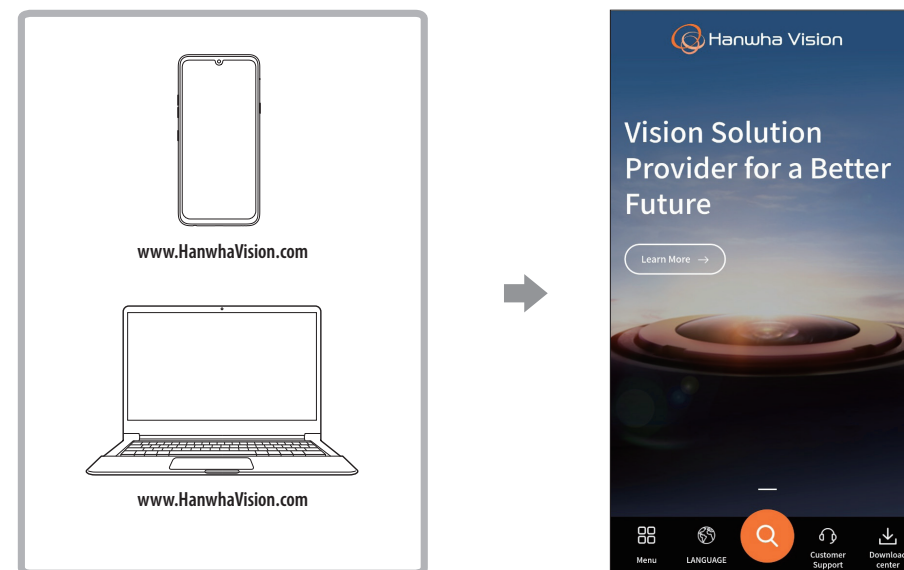 www.HanwhaVision.com
www.HanwhaVision.com
Hanwha Vision
Vision Solution
Provider for a Better
Future
Learn More →
Menu
LANGUAGE
Customer
Support
Download
center